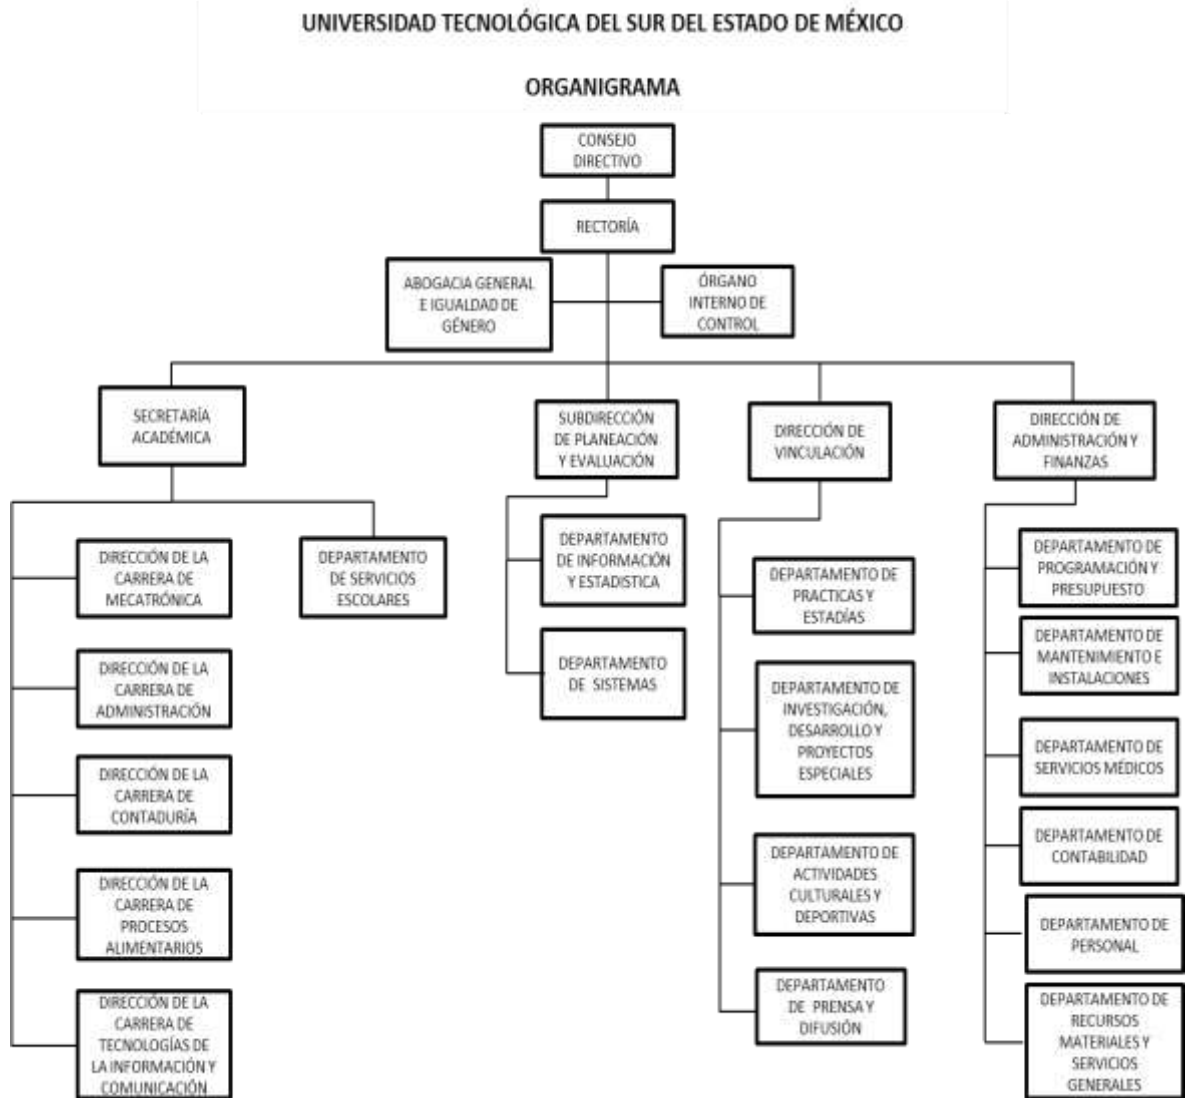 UNIVERSIDAD TECNOLÓGICA DEL SUR DEL ESTADO DE MÉXICO
ORGANIGRAMA
CONSEJO
DIRECTIVO
RECTORÍA
ABOGACIA GENERAL
E IGUALDAD DE
GÉNERO
ÓRGANO
INTERNO DE
CONTROL
SECRETARÍA
ACADÉMICA
SUBDIRECCIÓN
DE PLANEACIÓN
Y EVALUACIÓN
DIRECCIÓN DE
VINCULACIÓN
DIRECCIÓN DE
ADMINISTRACIÓN Y
FINANZAS
DIRECCIÓN DE LA
CARRERA DE
MECATRÓNICA
DIRECCIÓN DE LA
CARRERA DE
ADMINISTRACIÓN
DIRECCIÓN DE LA
CARRERA DE
CONTADURÍA
DIRECCIÓN DE LA
CARRERA DE
PROCESOS
ALIMENTARIOS
DIRECCIÓN DE LA
CARRERA DE
TECNOLOGÍAS DE
LA INFORMACIÓN Y
COMUNICACIÓN
DEPARTAMENTO
DE SERVICIOS
ESCOLARES
DEPARTAMENTO
DE INFORMACIÓN
Y ESTADISTICA
DEPARTAMENTO
DE SISTEMAS
DEPARTAMENTO DE
PRACTICAS Y
ESTADÍAS
DEPARTAMENTO DE
INVESTIGACIÓN,
DESARROLLO Y
PROYECTOS
ESPECIALES
DEPARTAMENTO DE
ACTIVIDADES
CULTURALES Y
DEPORTIVAS
DEPARTAMENTO
DE PRENSA Y
DIFUSIÓN
DEPARTAMENTO DE
PROGRAMACIÓN Y
PRESUPUESTO
DEPARTAMENTO DE
MANTENIMIENTO E
INSTALACIONES
DEPARTAMENTO DE
SERVICIOS MÉDICOS
DEPARTAMENTO DE
CONTABILIDAD
DEPARTAMENTO DE
PERSONAL
DEPARTAMENTO DE
RECURSOS
MATERIALES Y
SERVICIOS
GENERALES